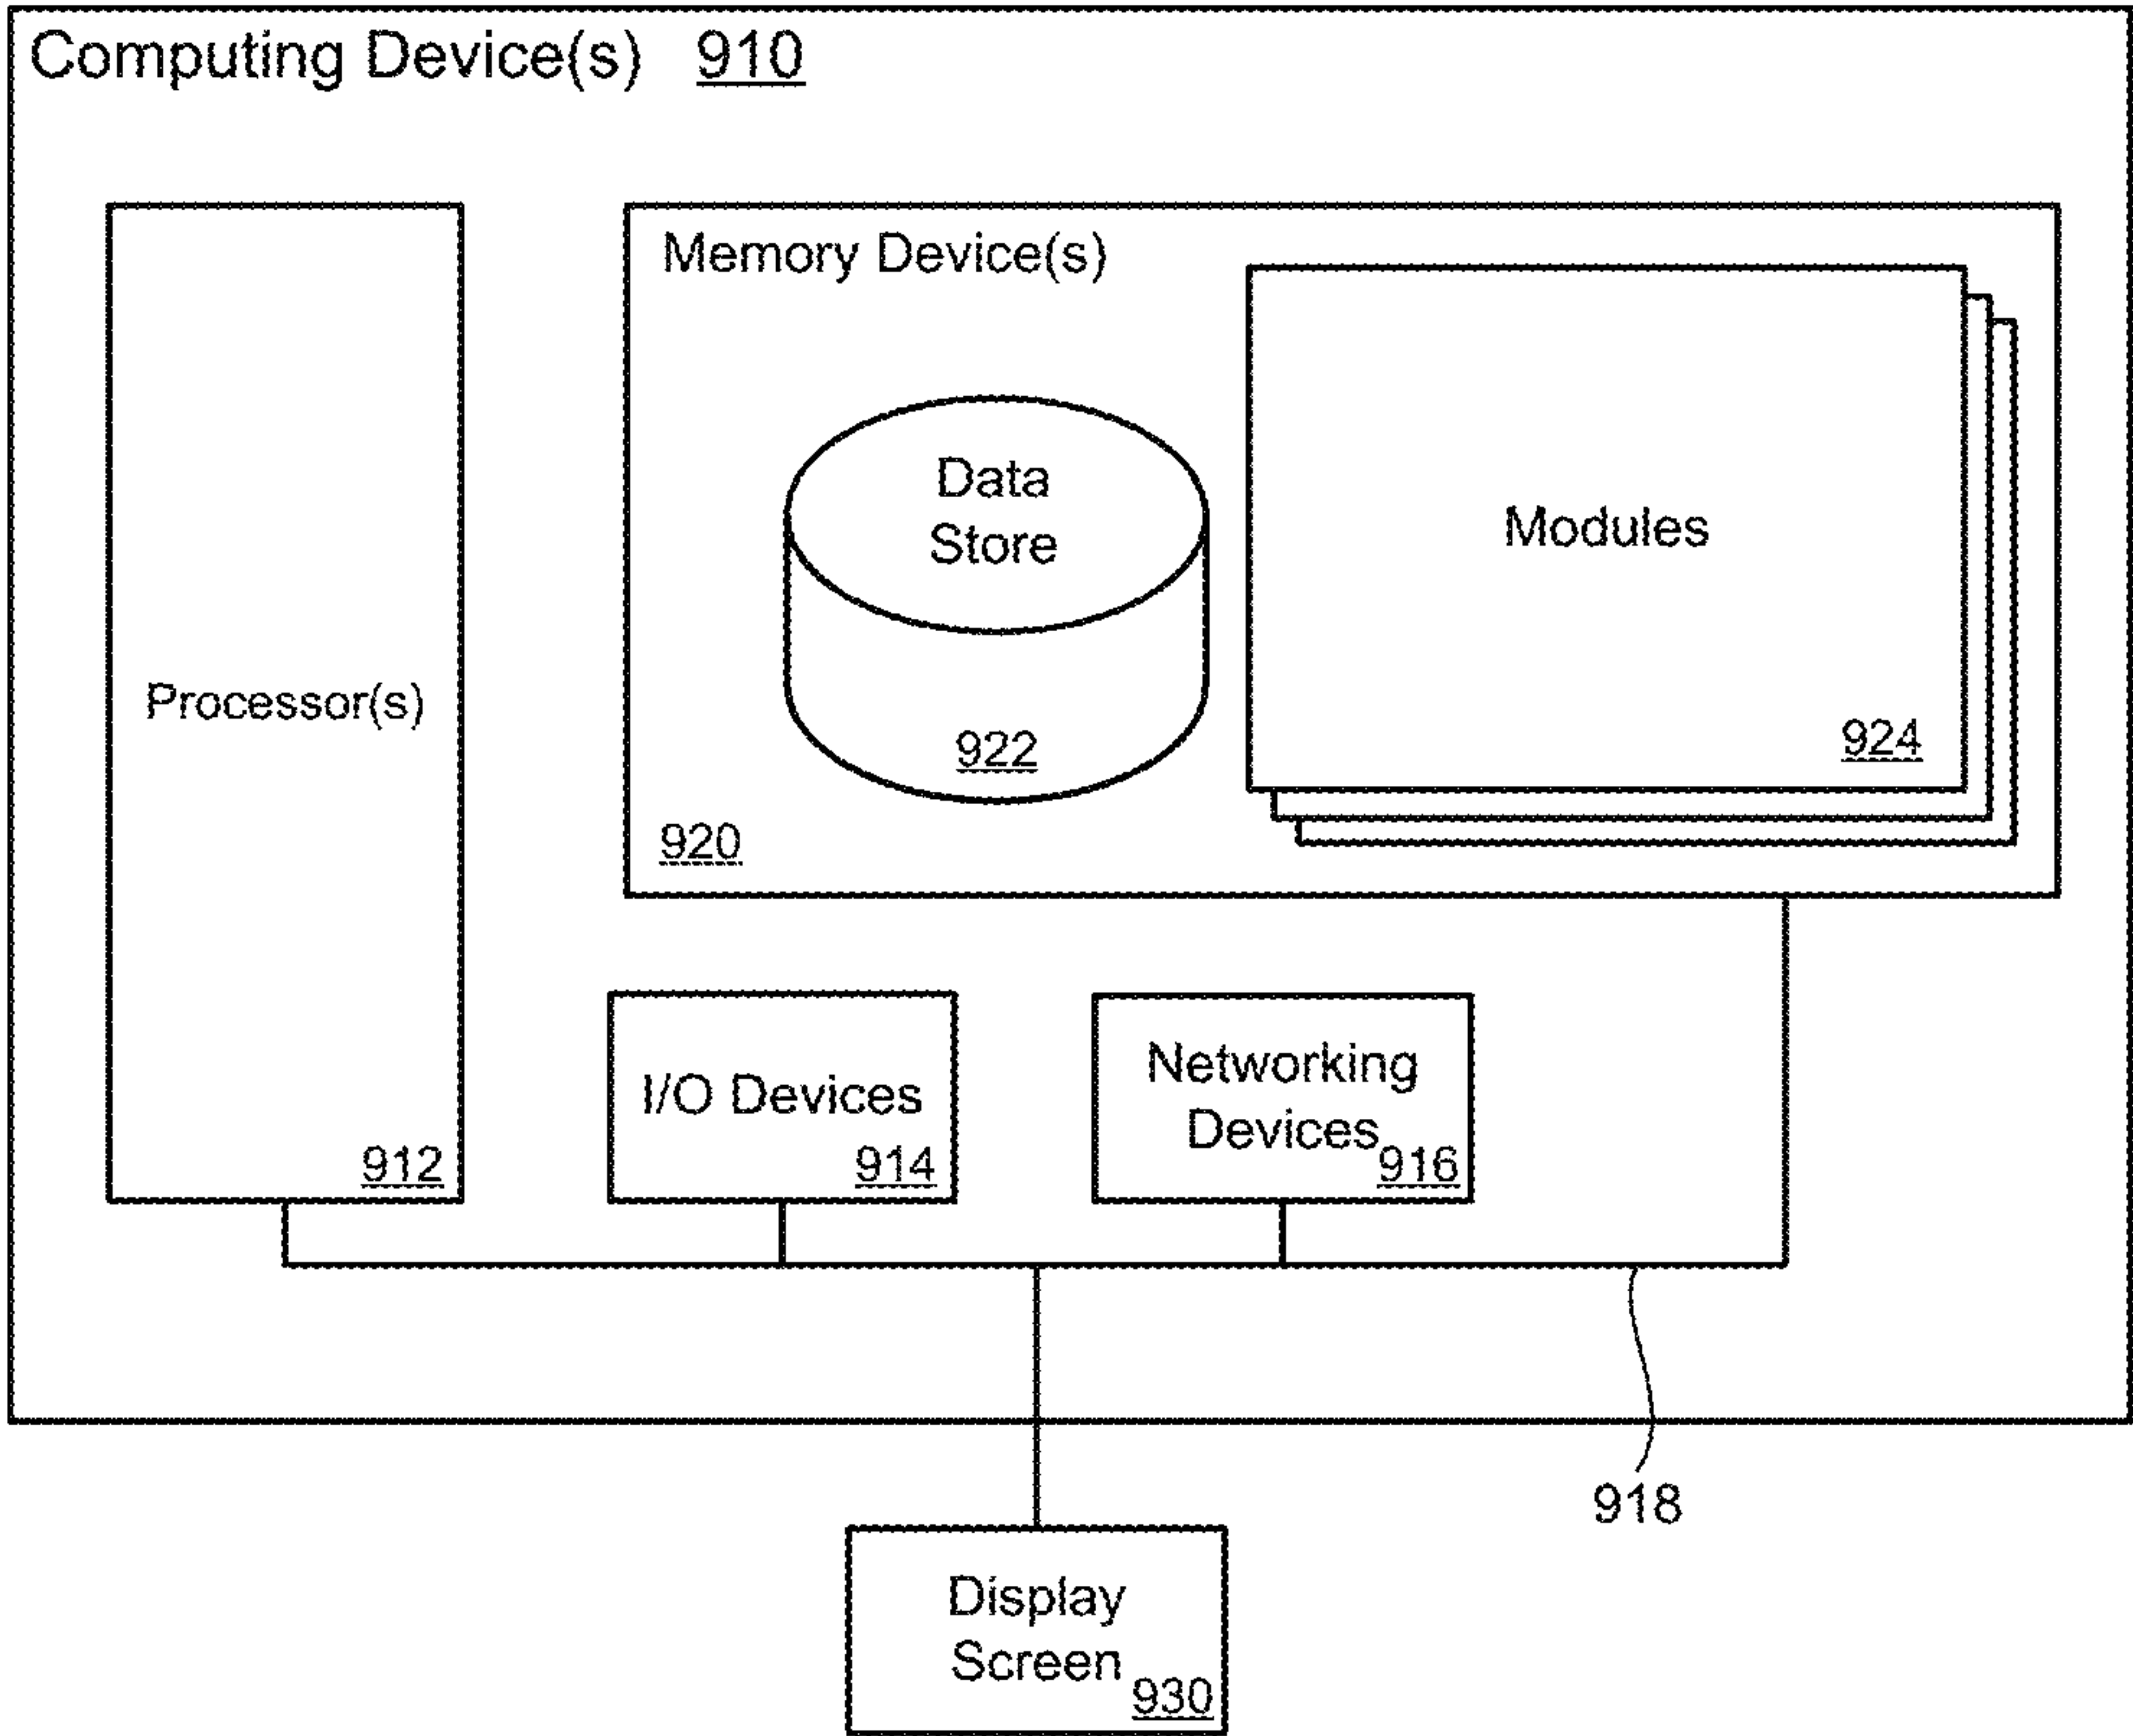 Computing Device(s) 910
Memory Device(s)
Data
Store
922
Modules
924
920
Processor(s)
912
I/O Devices
914
Networking
Devices
916
918
Display
Screen
930